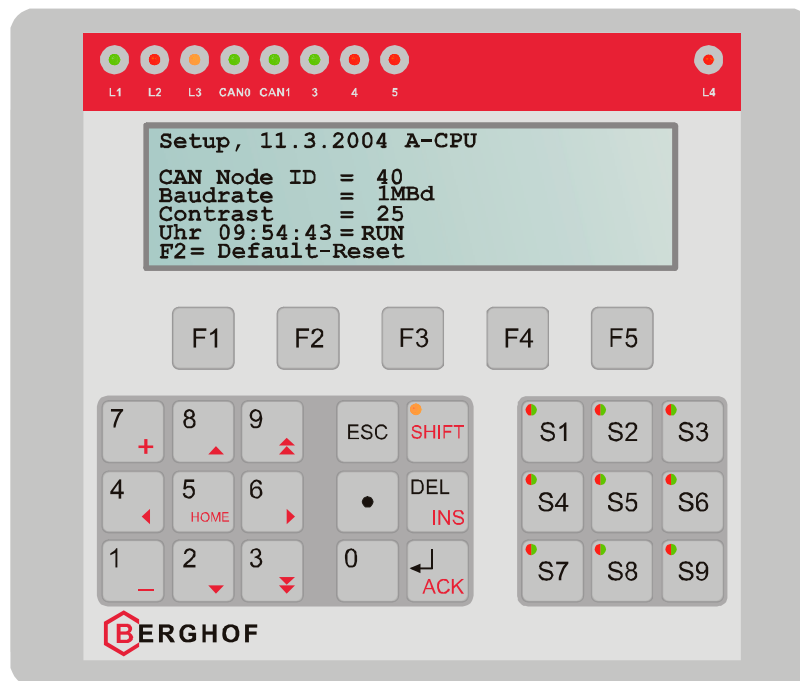 L1 L2 L3 CAN0 CAN1 3 4 5 L4
Setup, 11.3.2004 A-CPU
CAN Node ID = 40
Baudrate = 1MBd
Contrast = 25
Uhr 09:54:43 = RUN
F2= Default-Reset
F1 F2 F3 F4 F5
7 + 8 9 ESC SHIFT S1 S2 S3
4 5 HOME 6 • DEL INS S4 S5 S6
1 – 2 3 0 ACK S7 S8 S9
BERGHOF